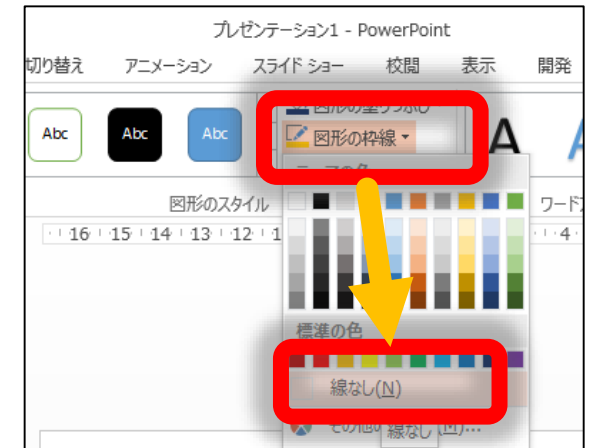 プレゼンテーション1 - PowerPoint
切り替え アニメーション スライド ショー 校閲 表示 開発
Abc Abc Abc
図形の枠線
A
図形のスタイル
16 15 14 13 12 1 4
標準の色
線なし(N)
線なし